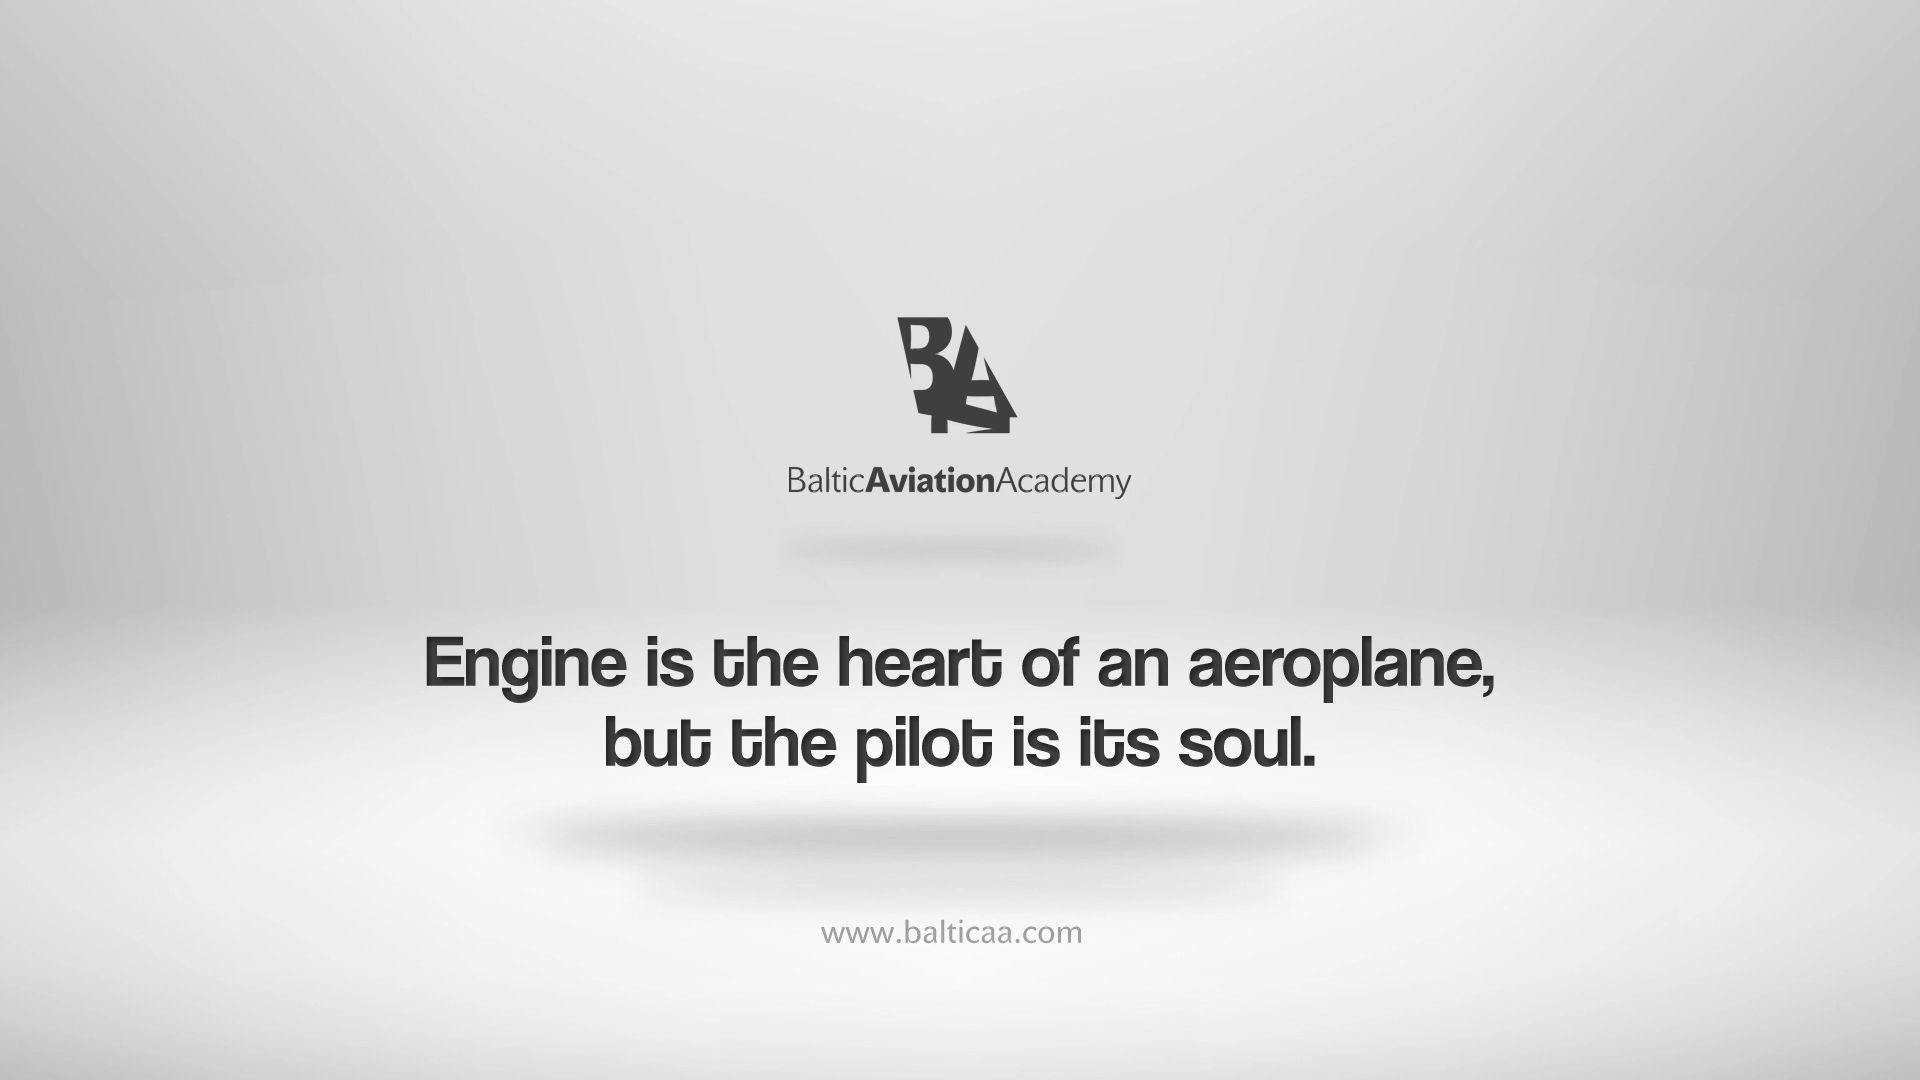 BA
BalticAviationAcademy
Engine is the heart of an aeroplane,
but the pilot is its soul.
www.balticaa.com